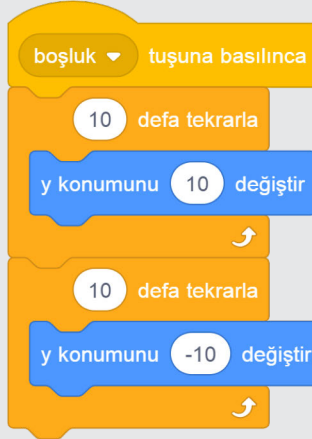 boşluk tuşuna basılınca
10 defa tekrarla
y konumunu 10 değiştir
10 defa tekrarla
y konumunu -10 değiştir